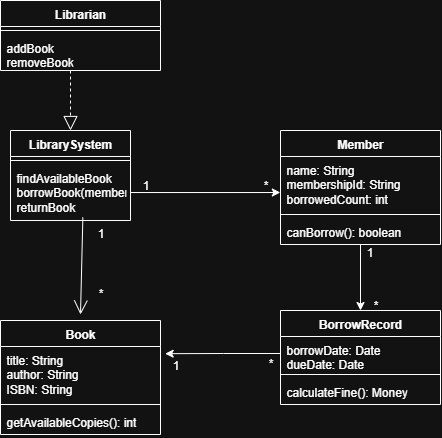 Librarian
addBook
removeBook
LibrarySystem
findAvailableBook
borrowBook(member
returnBook
Member
name: String
membershipId: String
borrowedCount: int
canBorrow(): boolean
1
*
1
*
1
*
Book
title: String
author: String
ISBN: String
getAvailableCopies(): int
1
*
BorrowRecord
borrowDate: Date
dueDate: Date
calculateFine(): Money